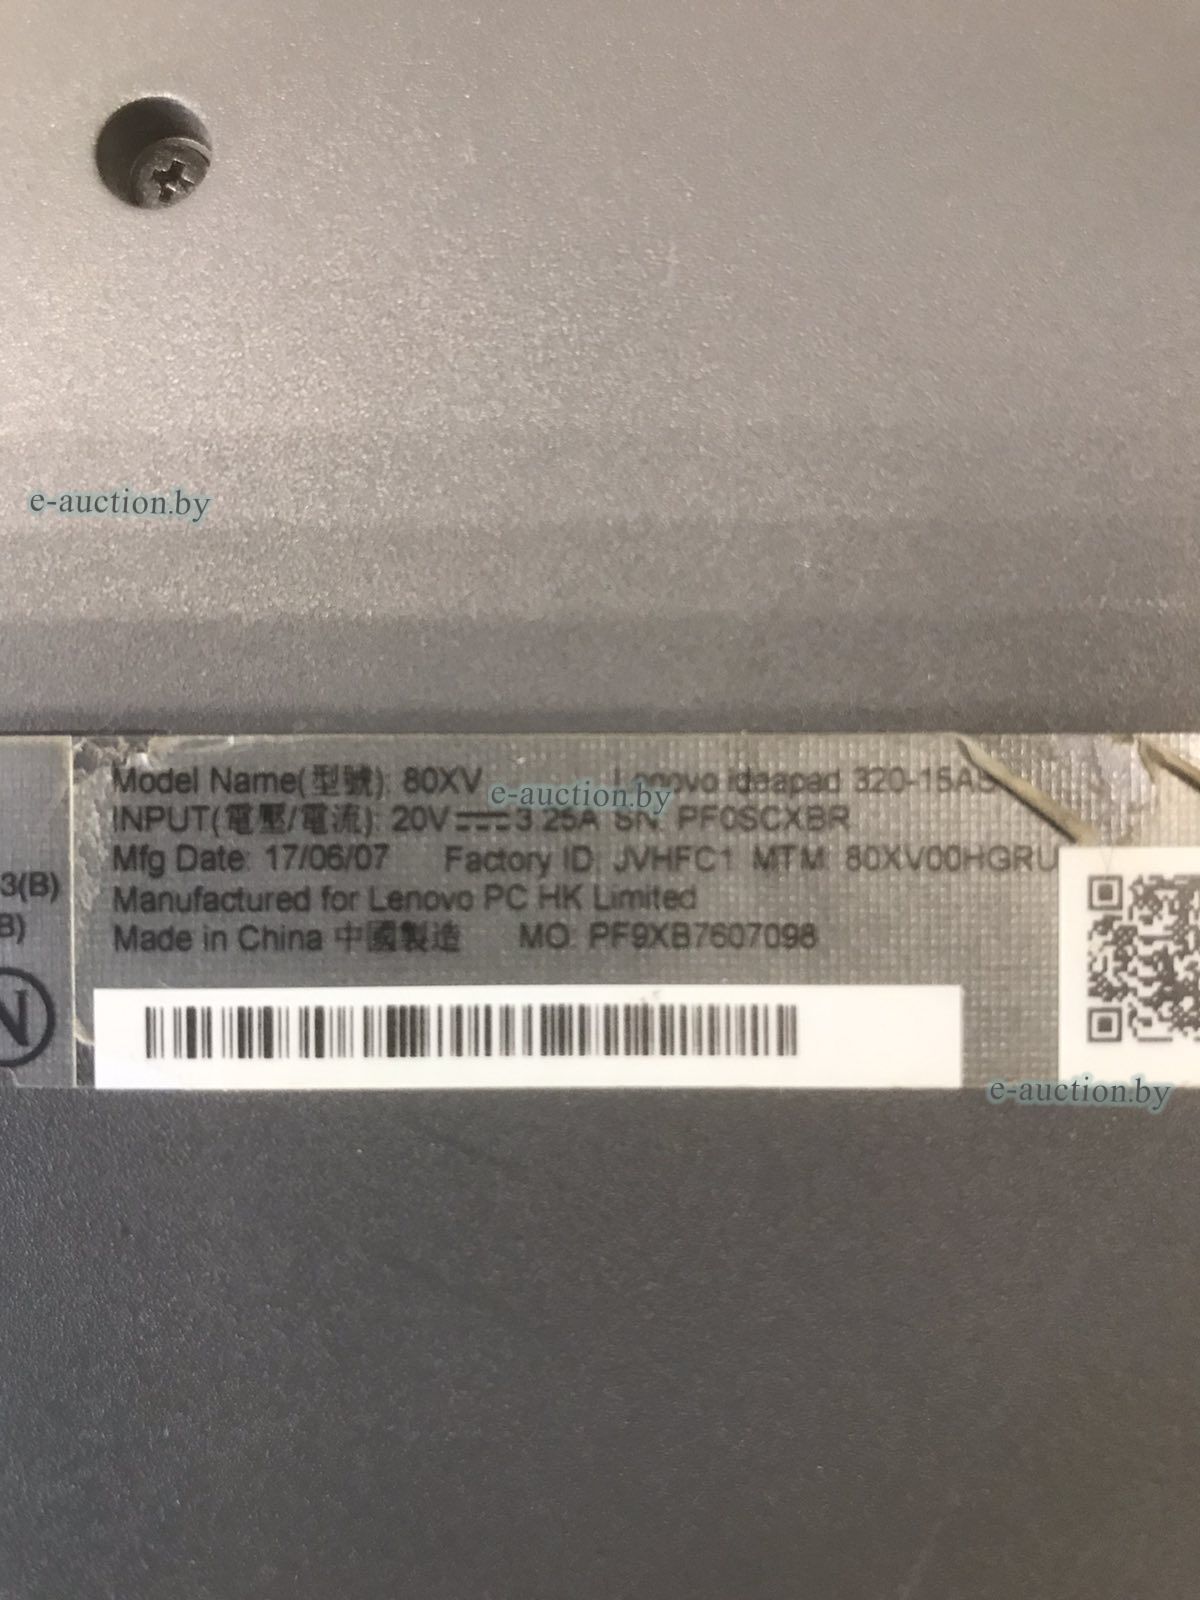 e-auction.by
Model Name(型號): 80XV Lenovo ideapad 320-15AS
e-auction.by
INPUT(電壓/電流): 20V⎓3.25A SN: PF0SCXBR
Mfg Date: 17/06/07 Factory ID: JVHFC1 MTM: 80XV00HGRU
3(B)
Manufactured for Lenovo PC HK Limited
B)
Made in China 中國製造 MO: PF9XB7607098
N
e-auction.by